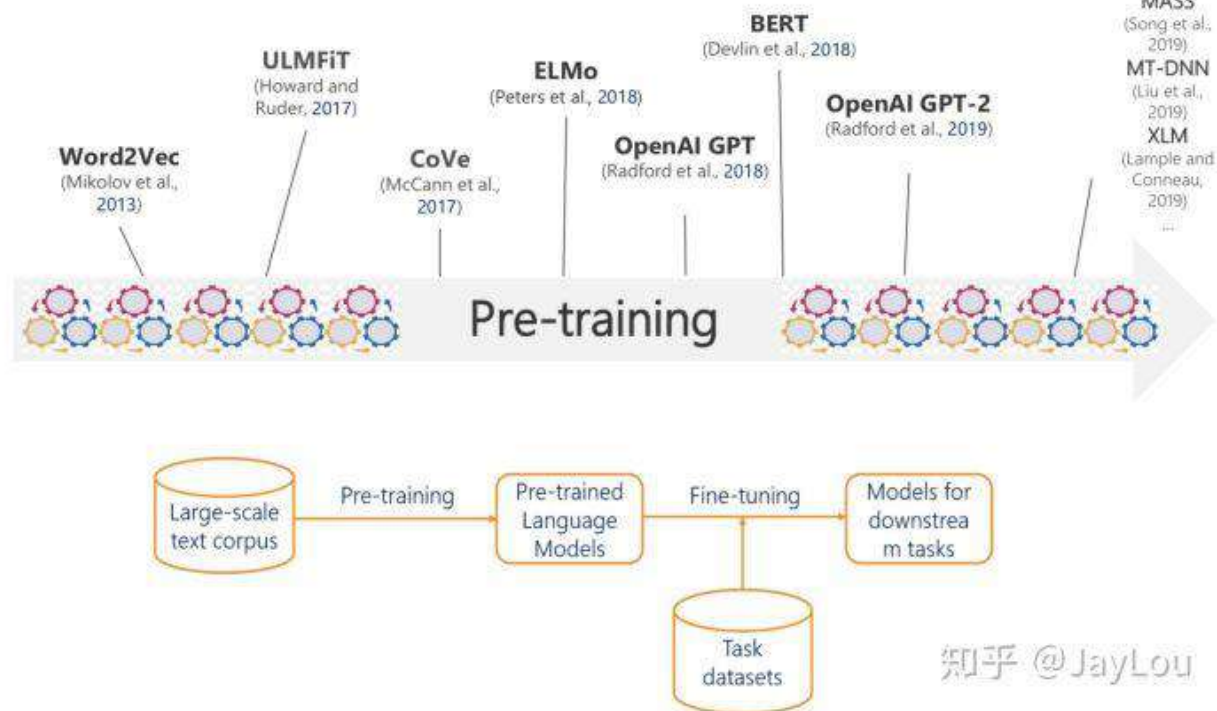 MASS
(Song et al.,
2019)
MT-DNN
(Liu et al.,
2019)
XLM
(Lample and
Conneau,
2019)
...
BERT
(Devlin et al., 2018)
ULMFiT
(Howard and
Ruder, 2017)
ELMo
(Peters et al., 2018)
OpenAI GPT-2
(Radford et al., 2019)
Word2Vec
(Mikolov et al.,
2013)
CoVe
(McCann et al.,
2017)
OpenAI GPT
(Radford et al., 2018)
Pre-training
Large-scale
text corpus
Pre-training
Pre-trained
Language
Models
Fine-tuning
Models for
downstrea
m tasks
Task
datasets
知乎 @JayLou